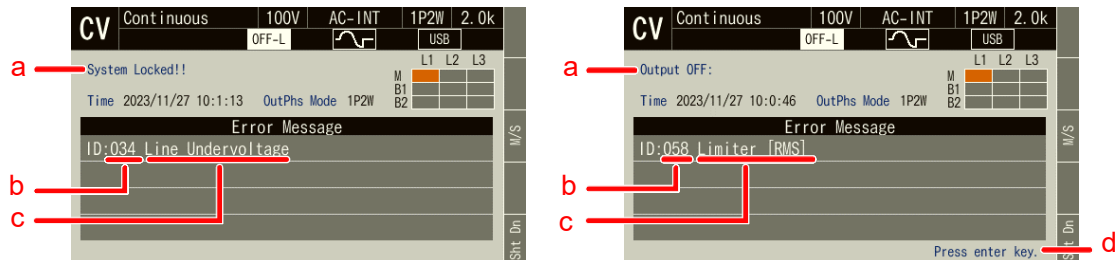 CV Continuous 100V AC-INT 1P2W 2.0k
OFF-L USB
a System Locked!! L1 L2 L3
M
B1
Time 2023/11/27 10:1:13 OutPhs Mode 1P2W B2
Error Message
ID:034 Line Undervoltage
M/S
b
c
Sht Dn
CV Continuous 100V AC-INT 1P2W 2.0k
OFF-L USB
a Output OFF: L1 L2 L3
M
B1
Time 2023/11/27 10:0:46 OutPhs Mode 1P2W B2
Error Message
ID:058 Limiter [RMS]
M/S
b
c
Sht Dn
Press enter key. d